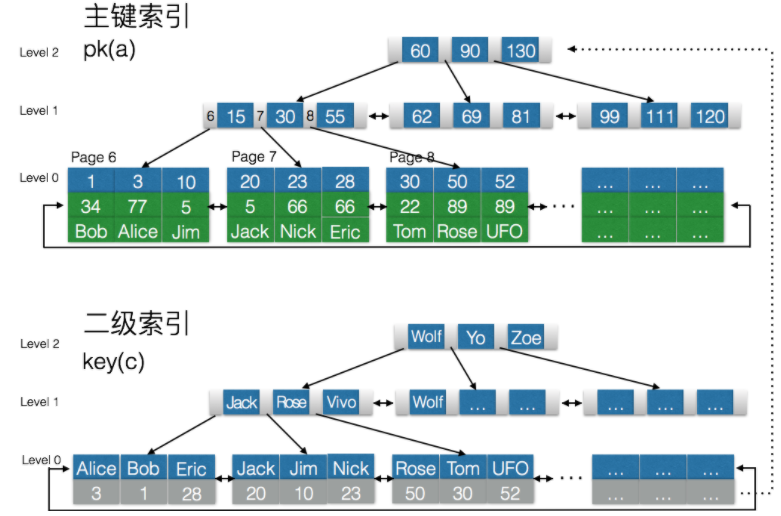 主键索引
pk(a)
Level 2
60 90 130
Level 1
6 15 7 30 8 55
62 69 81
99 111 120
Page 6
Page 7
Page 8
Level 0
1 3 10
20 23 28
30 50 52
... ... ...
34 77 5
5 66 66
22 89 89
...
... ... ...
Bob Alice Jim
Jack Nick Eric
Tom Rose UFO
... ... ...
二级索引
key(c)
Level 2
Wolf Yo Zoe
Level 1
Jack Rose Vivo
Wolf ... ...
... ... ...
Level 0
Alice Bob Eric
Jack Jim Nick
Rose Tom UFO
...
... ... ...
3 1 28
20 10 23
50 30 52
... ... ...